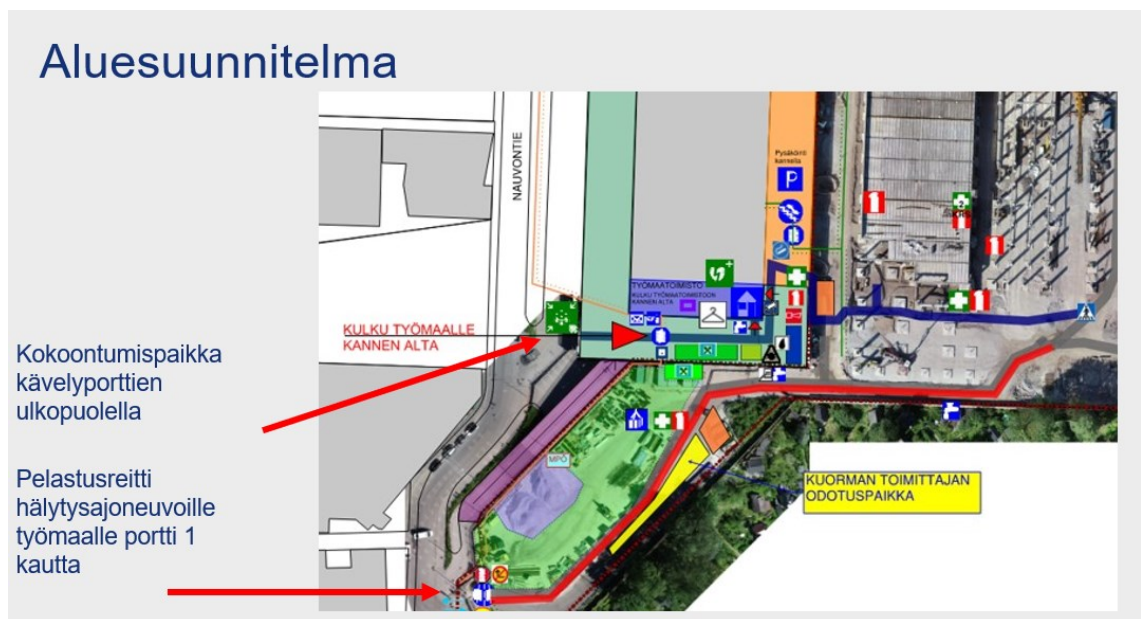 Aluesuunnitelma
NAUVONTIE
Pysäköinti
kannella
P
TYÖMAATOIMISTO
KULKU TYÖMAATOIMISTOON
KANNEN ALTA
KULKU TYÖMAALLE
KANNEN ALTA
Kokoontumispaikka
kävelyporttien
ulkopuolella
MPÖ
KUORMAN TOIMITTAJAN
ODOTUSPAIKKA
Pelastusreitti
hälytysajoneuvoille
työmaalle portti 1
kautta